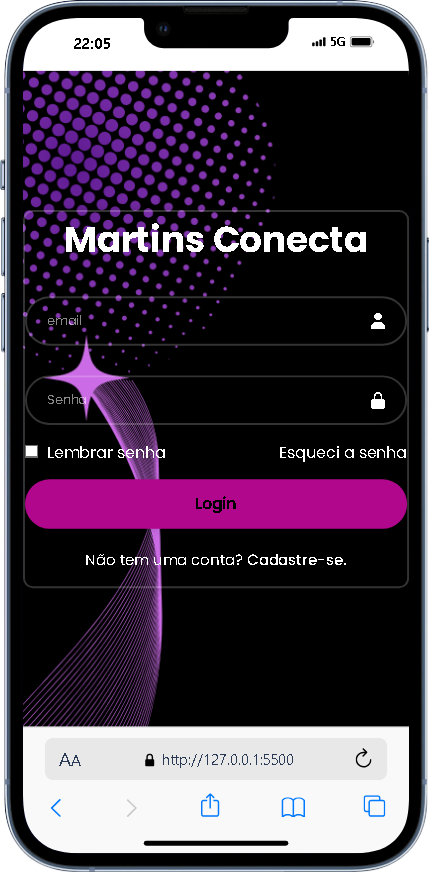 22:05
5G
Martins Conecta
email
Senha
Lembrar senha
Esqueci a senha
Login
Não tem uma conta? Cadastre-se.
AA
http://127.0.0.1:5500